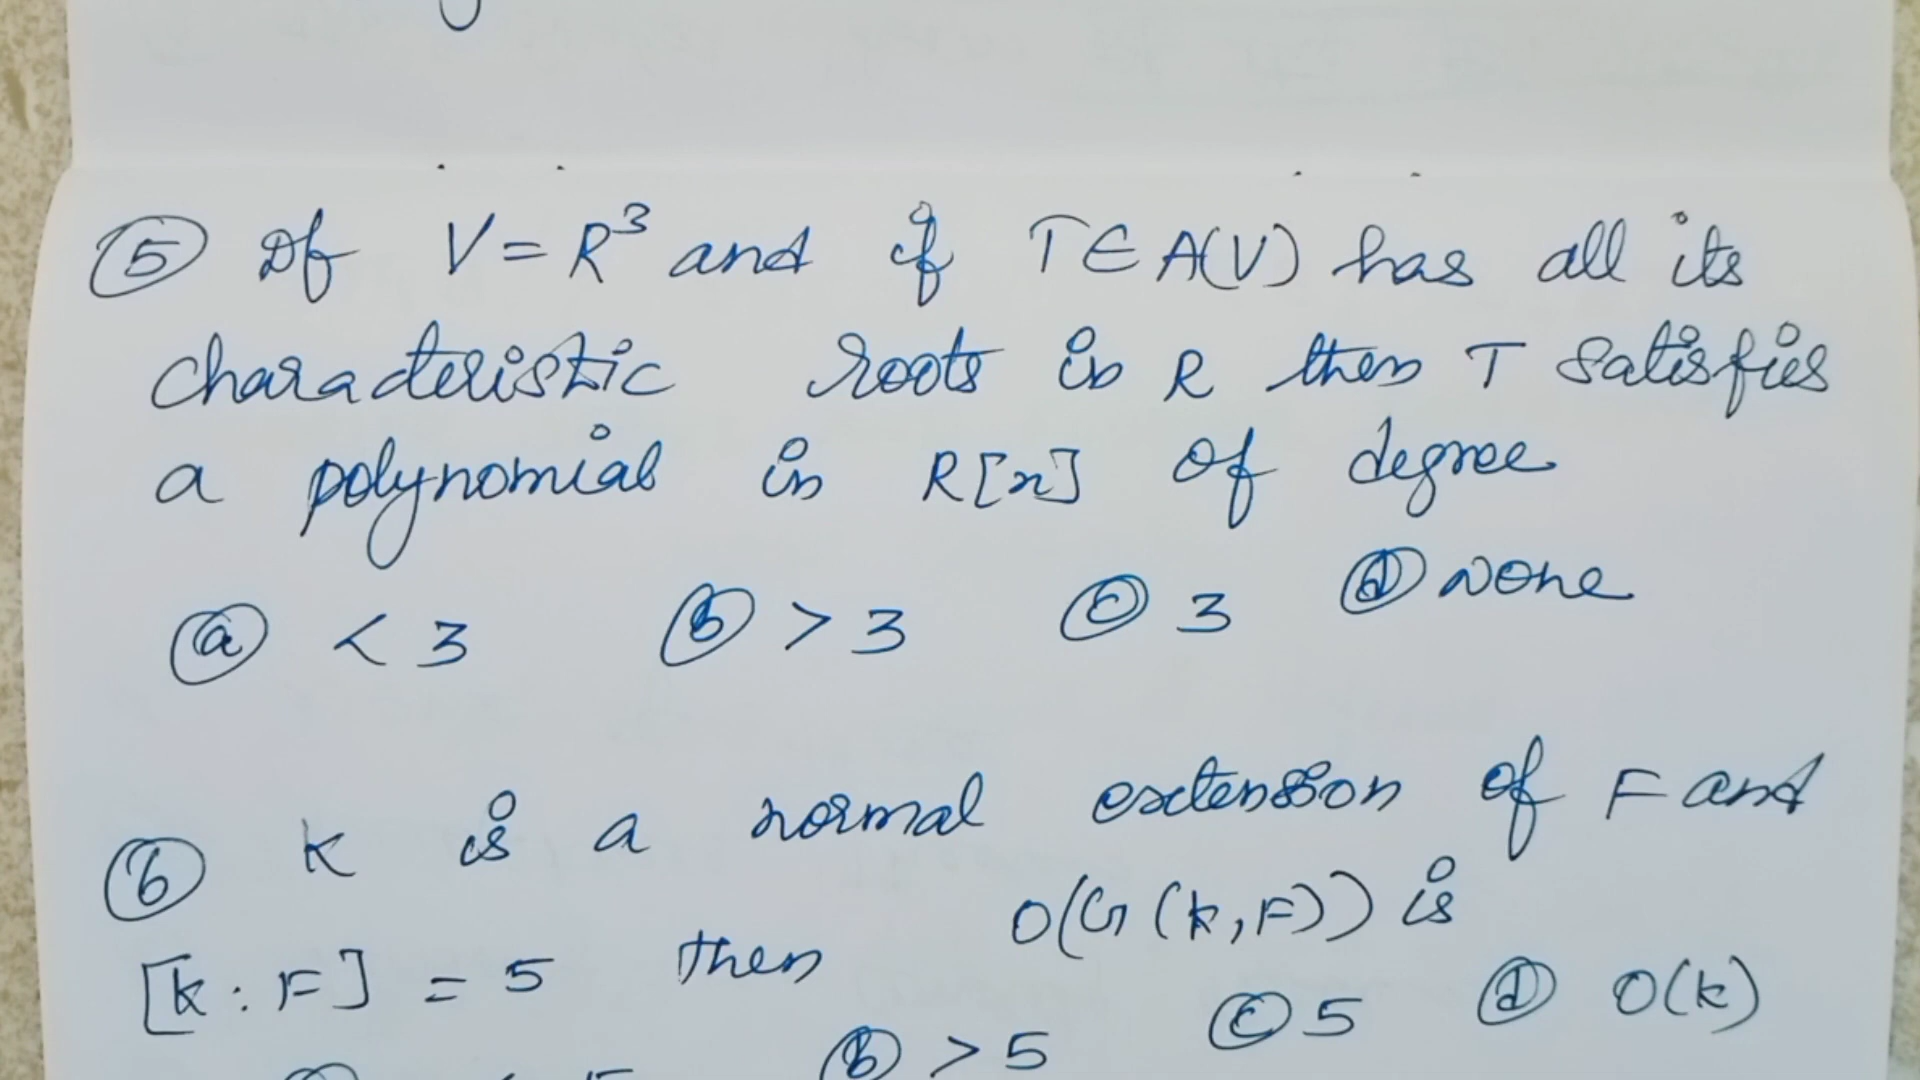 ⑤ If V = R³ and if T ∈ A(V) has all its
characteristic roots in R then T satisfies
a polynomial in R[x] of degree
ⓐ < 3 ⓑ > 3 ⓒ 3 ⓓ None
⑥ K is a normal extension of F and
[K : F] = 5 then O(G(K, F)) is
ⓑ > 5 ⓒ 5 ⓓ O(K)